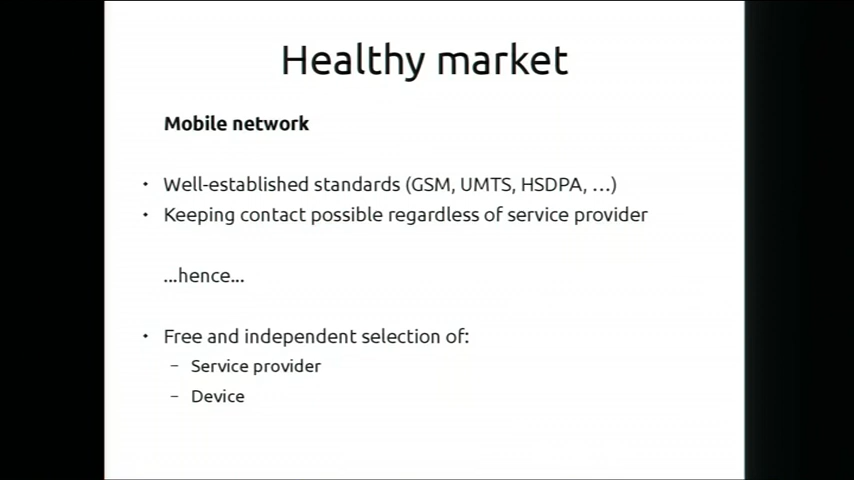 Healthy market
Mobile network
• Well-established standards (GSM, UMTS, HSDPA, ...)
• Keeping contact possible regardless of service provider
...hence...
• Free and independent selection of:
– Service provider
– Device